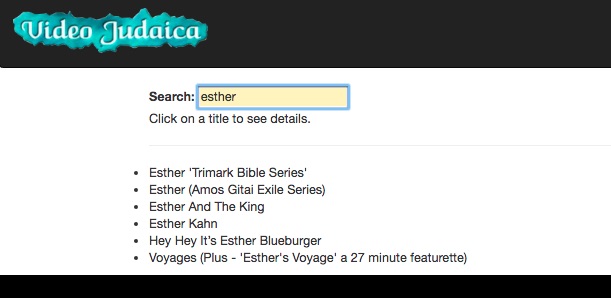 Video Judaica
Search: esther
Click on a title to see details.
• Esther 'Trimark Bible Series'
• Esther (Amos Gitai Exile Series)
• Esther And The King
• Esther Kahn
• Hey Hey It’s Esther Blueburger
• Voyages (Plus - 'Esther's Voyage' a 27 minute featurette)